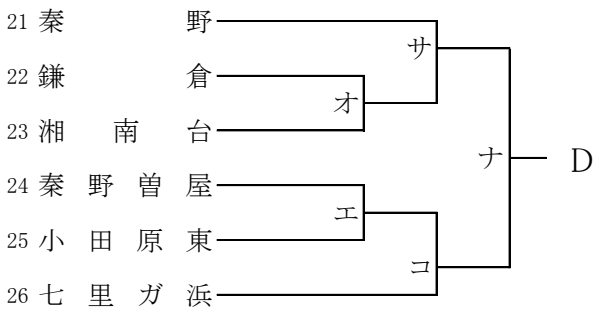 21 秦野
サ
22 鎌倉
オ
23 湘南台
ナ D
24 秦野曽屋
エ
25 小田原東
コ
26 七里ガ浜